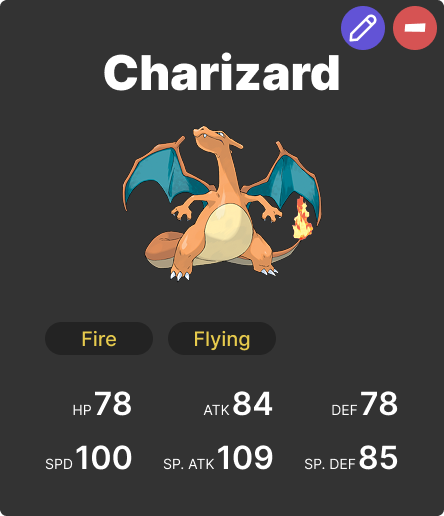 Charizard
Fire Flying
HP 78 ATK 84 DEF 78
SPD 100 SP. ATK 109 SP. DEF 85